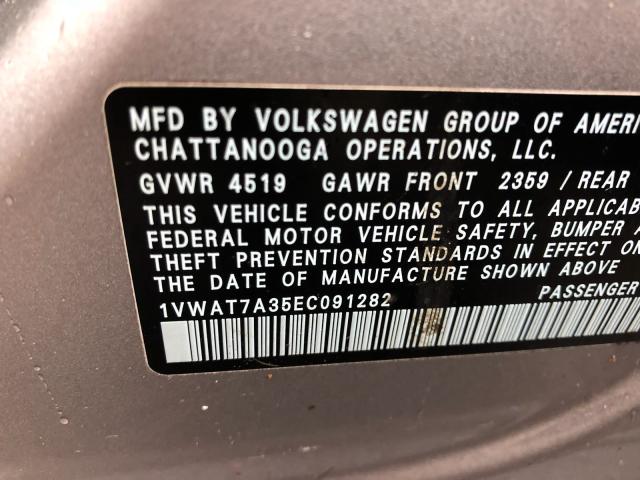 MFD BY VOLKSWAGEN GROUP OF AMERI
CHATTANOOGA OPERATIONS, LLC.
GVWR 4519 GAWR FRONT 2359 / REAR
THIS VEHICLE CONFORMS TO ALL APPLICAB
FEDERAL MOTOR VEHICLE SAFETY, BUMPER A
THEFT PREVENTION STANDARDS IN EFFECT ON
THE DATE OF MANUFACTURE SHOWN ABOVE
1VWAT7A35EC091282 PASSENGER